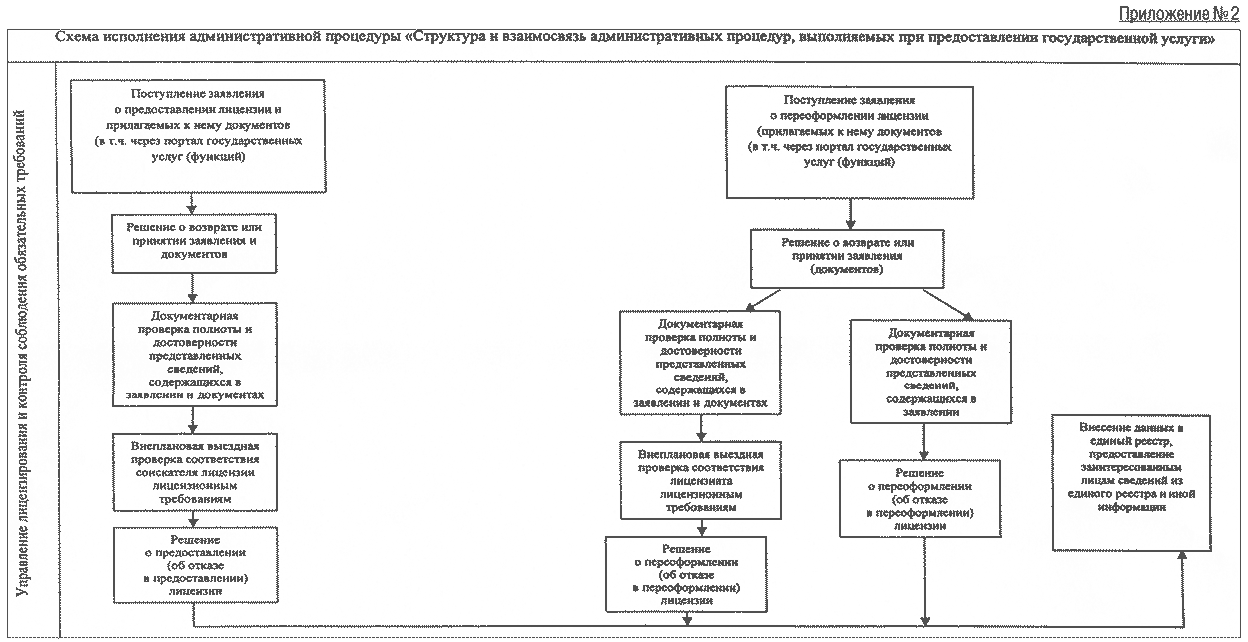 Приложение № 2
Схема исполнения административной процедуры «Структура и взаимосвязь административных процедур, выполняемых при предоставлении государственной услуги»
Управление лицензирования и контроля соблюдения обязательных требований
Поступление заявления
о предоставлении лицензии и
прилагаемых к нему документов
(в т.ч. через портал государственных
услуг (функций)
Решение о возврате или
принятии заявления и
документов
Документарная
проверка полноты и
достоверности
представленных
сведений,
содержащихся в
заявлении и документах
Внеплановая выездная
проверка соответствия
соискателя лицензии
лицензионным
требованиям
Решение
о предоставлении
(об отказе
в предоставлении)
лицензии
Поступление заявления
о переоформлении лицензии
(прилагаемых к нему документов
(в т.ч. через портал государственных
услуг (функций)
Решение о возврате или
принятии заявления
(документов)
Документарная
проверка полноты и
достоверности
представленных
сведений,
содержащихся в
заявлении и документах
Внеплановая выездная
проверка соответствия
лицензиата
лицензионным
требованиям
Решение
о переоформлении
(об отказе
в переоформлении)
лицензии
Документарная
проверка полноты и
достоверности
представленных
сведений,
содержащихся в
заявлении
Решение
о переоформлении
(об отказе
в переоформлении)
лицензии
Внесение данных в
единый реестр,
предоставление
заинтересованным
лицам сведений из
единого реестра и иной
информации